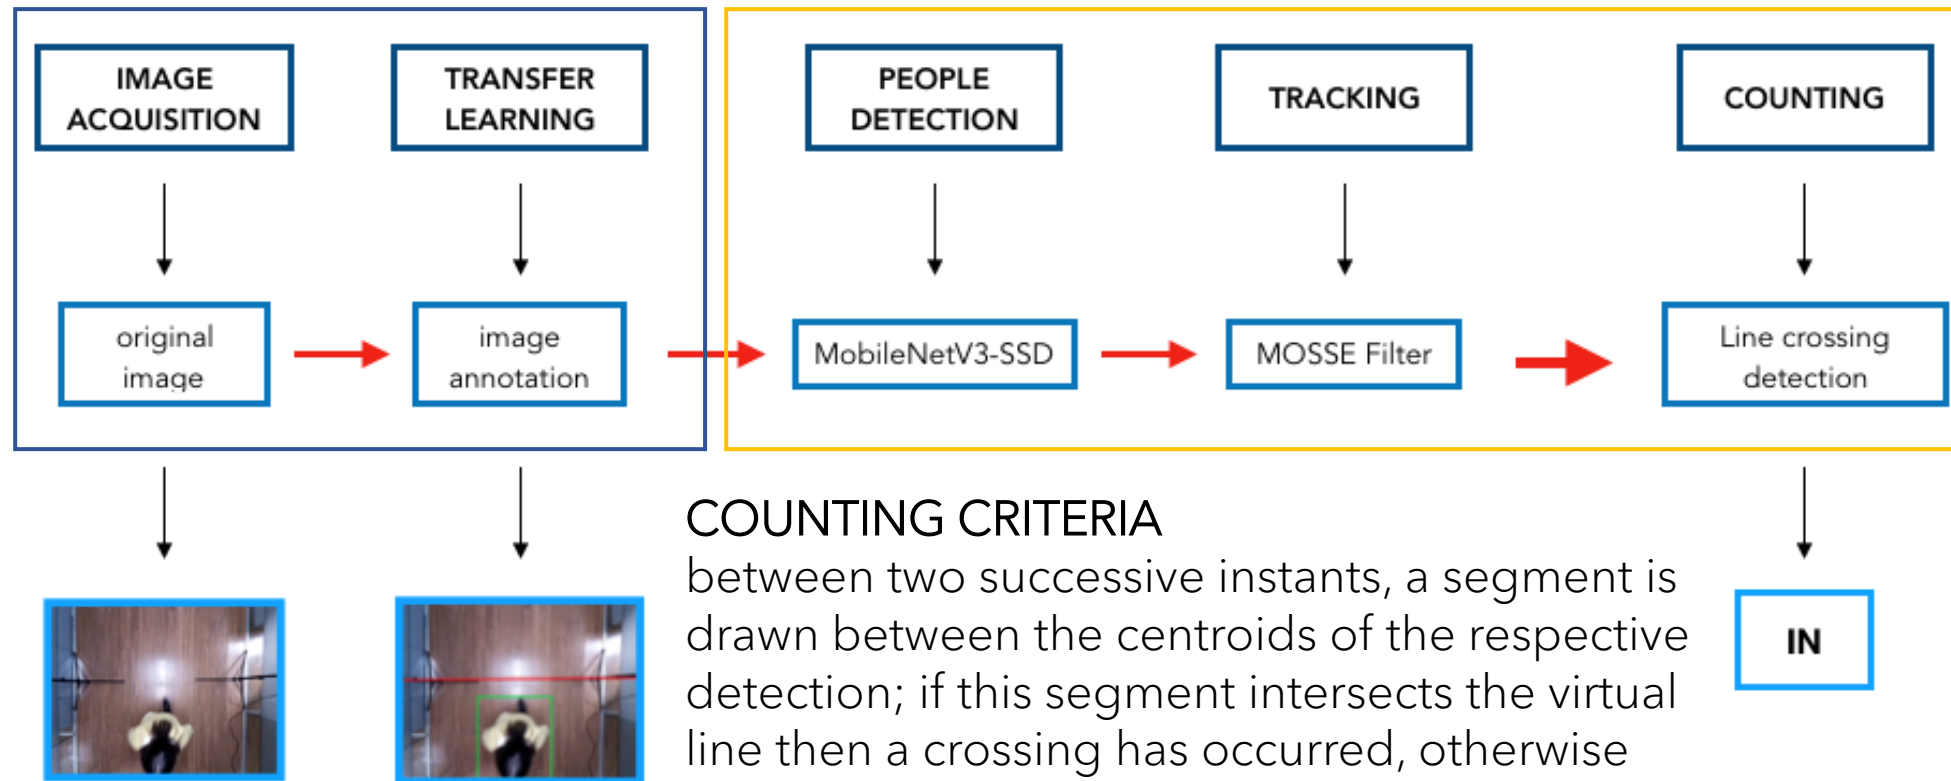 IMAGE
ACQUISITION
TRANSFER
LEARNING
PEOPLE
DETECTION
TRACKING
COUNTING
original
image
image
annotation
MobileNetV3-SSD
MOSSE Filter
Line crossing
detection
COUNTING CRITERIA
between two successive instants, a segment is
drawn between the centroids of the respective
detection; if this segment intersects the virtual
line then a crossing has occurred, otherwise
IN